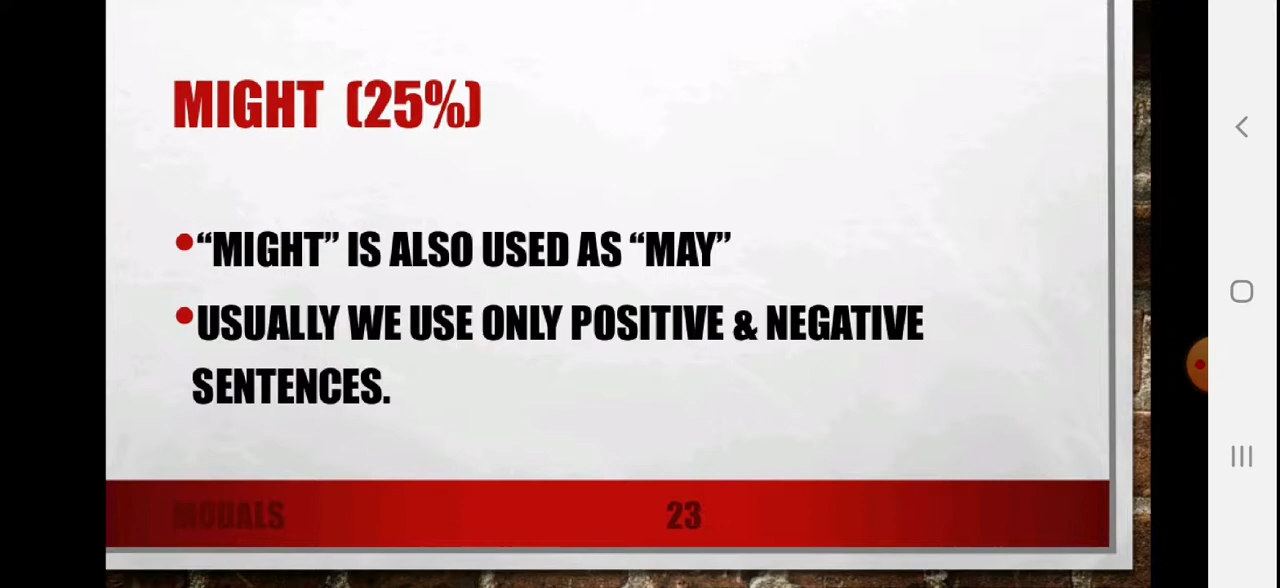 MIGHT (25%)
•“MIGHT” IS ALSO USED AS “MAY”
•USUALLY WE USE ONLY POSITIVE & NEGATIVE
SENTENCES.
MODALS 23